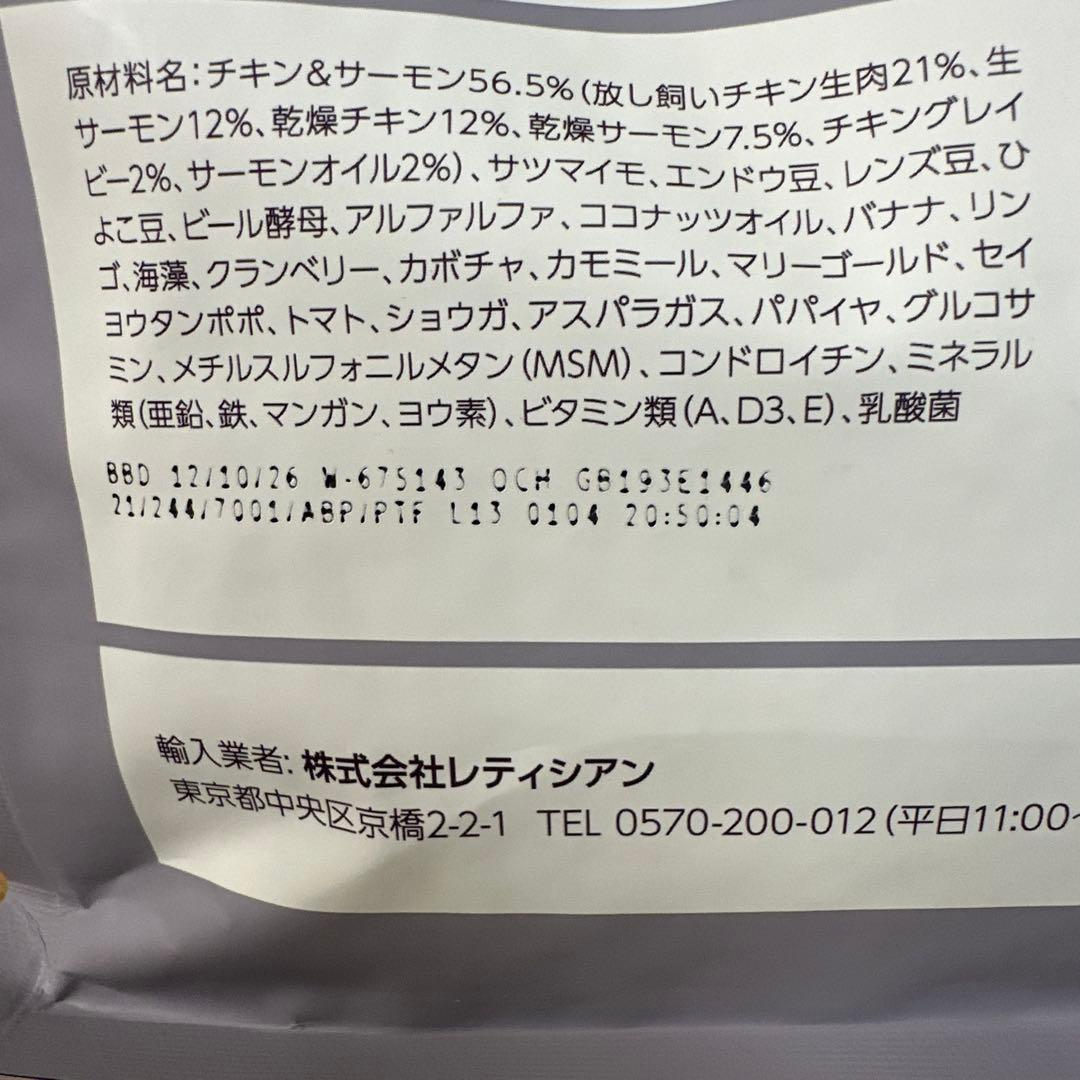 原材料名：チキン&サーモン56.5%（放し飼いチキン生肉21%、生
サーモン12%、乾燥チキン12%、乾燥サーモン7.5%、チキングレイ
ビー2%、サーモンオイル2%）、サツマイモ、エンドウ豆、レンズ豆、ひ
よこ豆、ビール酵母、アルファルファ、ココナッツオイル、バナナ、リン
ゴ、海藻、クランベリー、カボチャ、カモミール、マリーゴールド、セイ
ヨウタンポポ、トマト、ショウガ、アスパラガス、パパイヤ、グルコサ
ミン、メチルスルフォニルメタン（MSM）、コンドロイチン、ミネラル
類（亜鉛、鉄、マンガン、ヨウ素）、ビタミン類（A、D3、E）、乳酸菌
BBD 12/10/26 W-675143 OCH GB193E1446
21/244/7001/ABP/PTF L13 0104 20:50:04
輸入業者: 株式会社レティシアン
東京都中央区京橋2-2-1 TEL 0570-200-012（平日11:00~